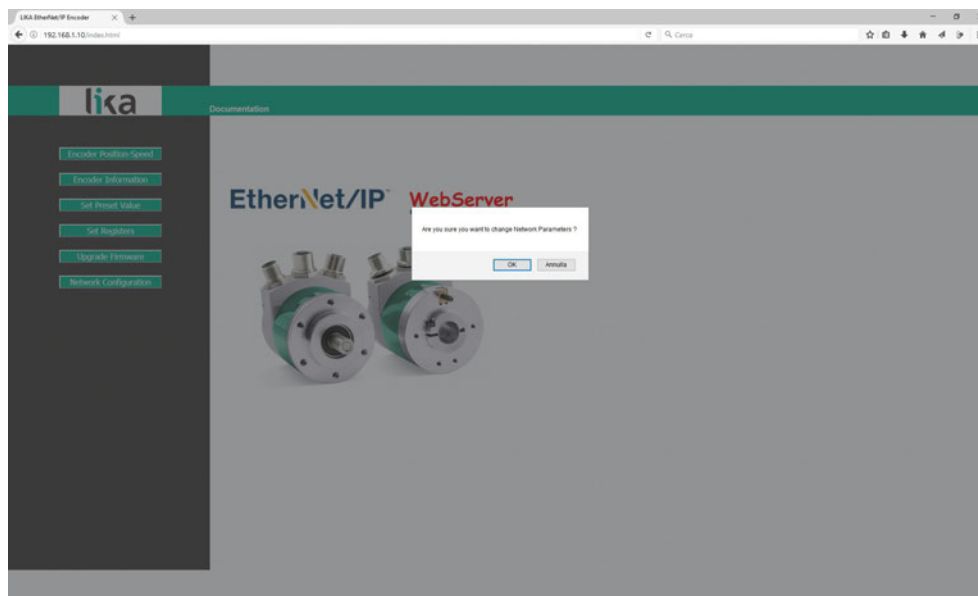 LIKA EtherNet/IP Encoder
192.168.1.10/index.html
Cerca
lika
Documentation
Encoder Position-Speed
Encoder Information
Set Preset Value
Set Registers
Upgrade Firmware
Network Configuration
EtherNet/IP™
WebServer
Are you sure you want to change Network Parameters ?
OK
Annulla